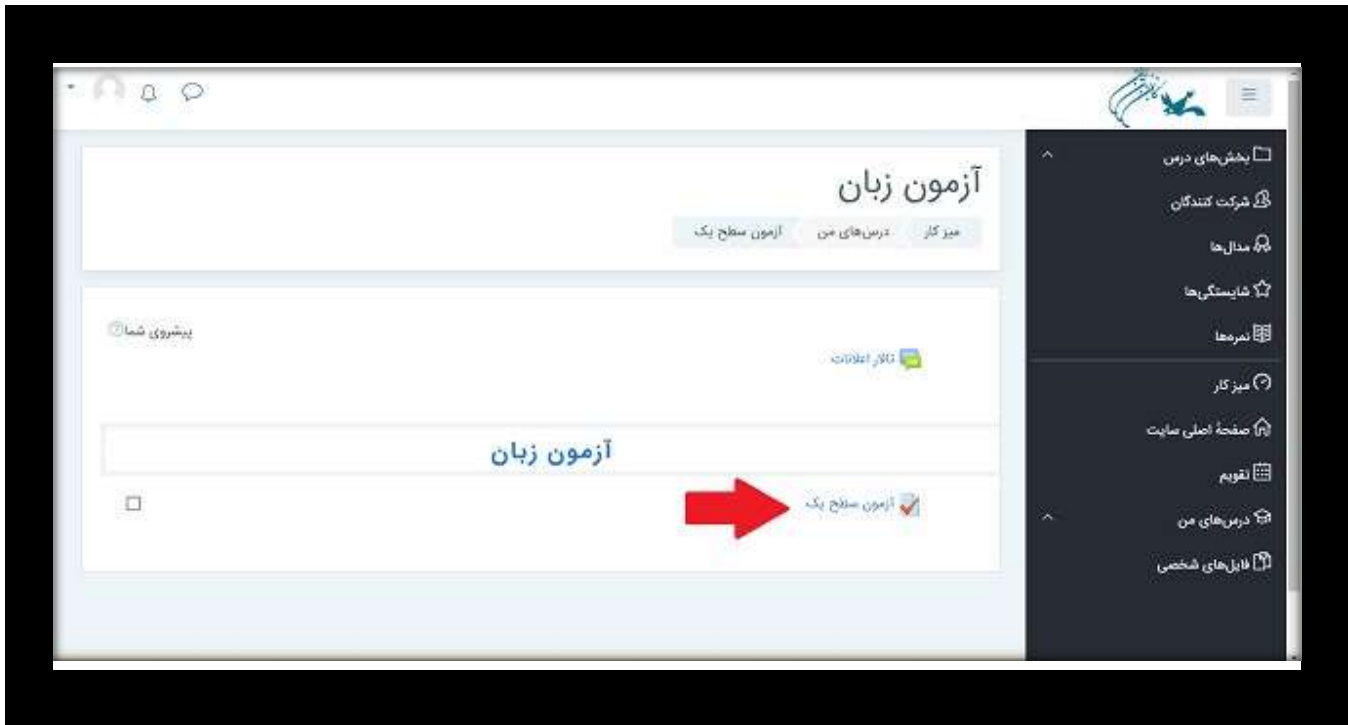 بخش‌های درس
شرکت کنندگان
مدال‌ها
شایستگی‌ها
نمره‌ها
میز کار
صفحهٔ اصلی سایت
تقویم
درس‌های من
فایل‌های شخصی
آزمون زبان
میز کار درس‌های من آزمون سطح یک
پیشروی شما
تالار اعلانات
آزمون زبان
آزمون سطح یک